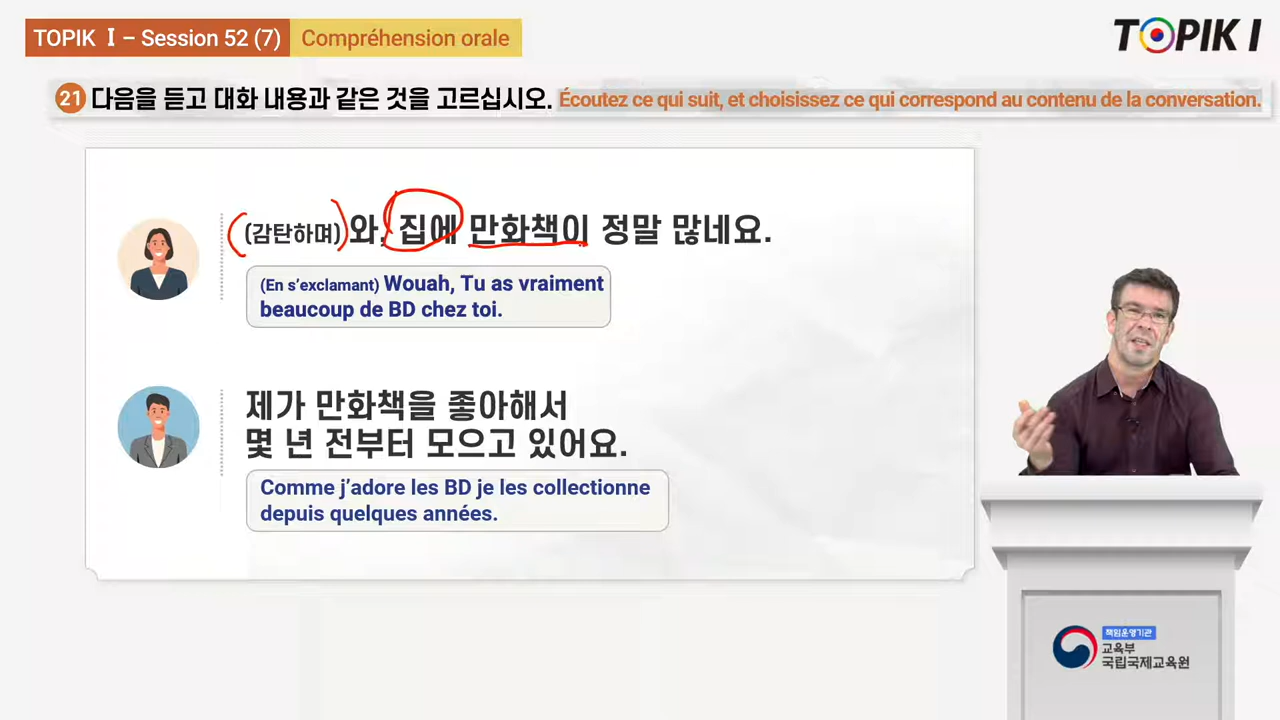 TOPIK Ⅰ – Session 52 (7) Compréhension orale
TOPIK I
21 다음을 듣고 대화 내용과 같은 것을 고르십시오. Écoutez ce qui suit, et choisissez ce qui correspond au contenu de la conversation.
(감탄하며) 와, 집에 만화책이 정말 많네요.
(En s'exclamant) Wouah, Tu as vraiment
beaucoup de BD chez toi.
제가 만화책을 좋아해서
몇 년 전부터 모으고 있어요.
Comme j'adore les BD je les collectionne
depuis quelques années.
책임운영기관
교육부
국립국제교육원